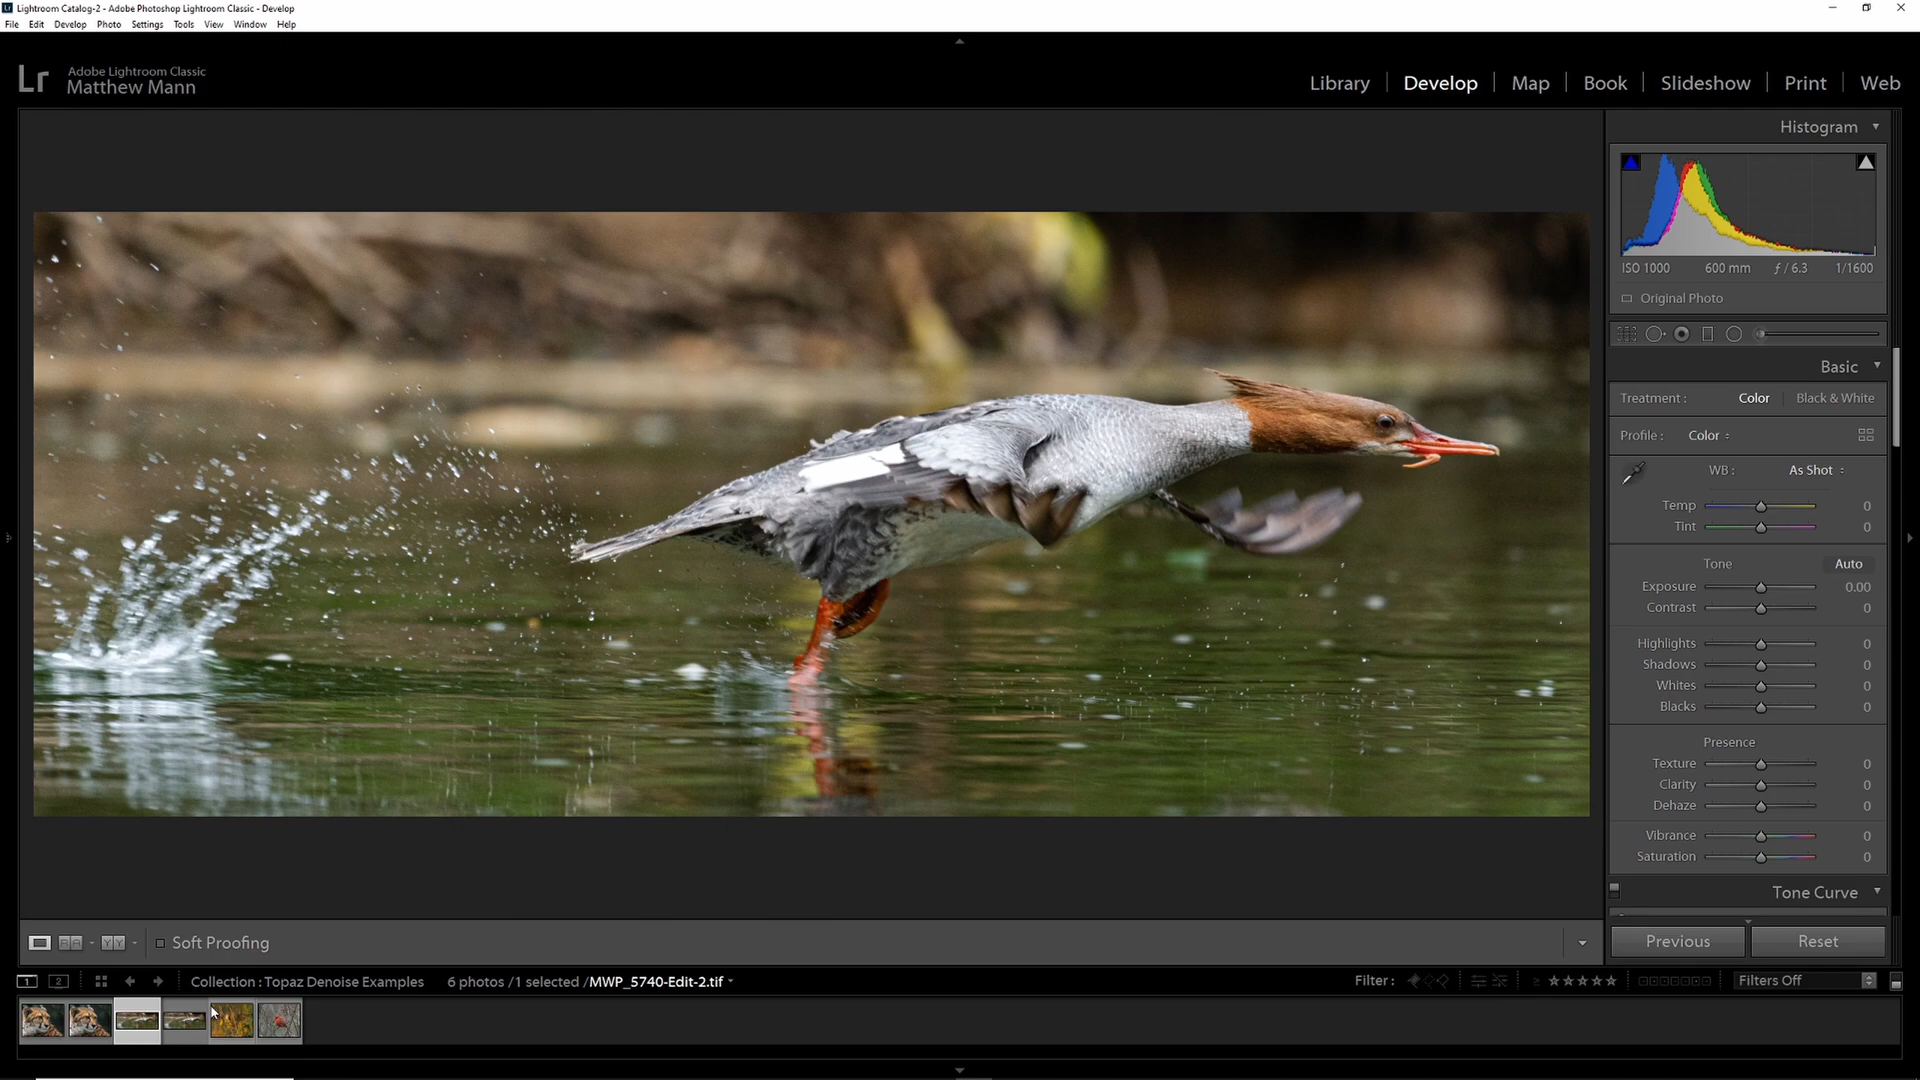 Lightroom Catalog-2 - Adobe Photoshop Lightroom Classic - Develop
File Edit Develop Photo Settings Tools View Window Help
Lr Adobe Lightroom Classic
Matthew Mann
Library | Develop | Map | Book | Slideshow | Print | Web
Histogram
ISO 1000 600 mm ƒ / 6.3 1/1600
Original Photo
Basic
Treatment : Color Black & White
Profile : Color
WB : As Shot
Temp 0
Tint 0
Tone Auto
Exposure 0.00
Contrast 0
Highlights 0
Shadows 0
Whites 0
Blacks 0
Presence
Texture 0
Clarity 0
Dehaze 0
Vibrance 0
Saturation 0
Tone Curve
Previous Reset
R A Y Y Soft Proofing
1 2 Collection : Topaz Denoise Examples 6 photos / 1 selected / MWP_5740-Edit-2.tif Filter : ≥ ★★★★★ Filters Off